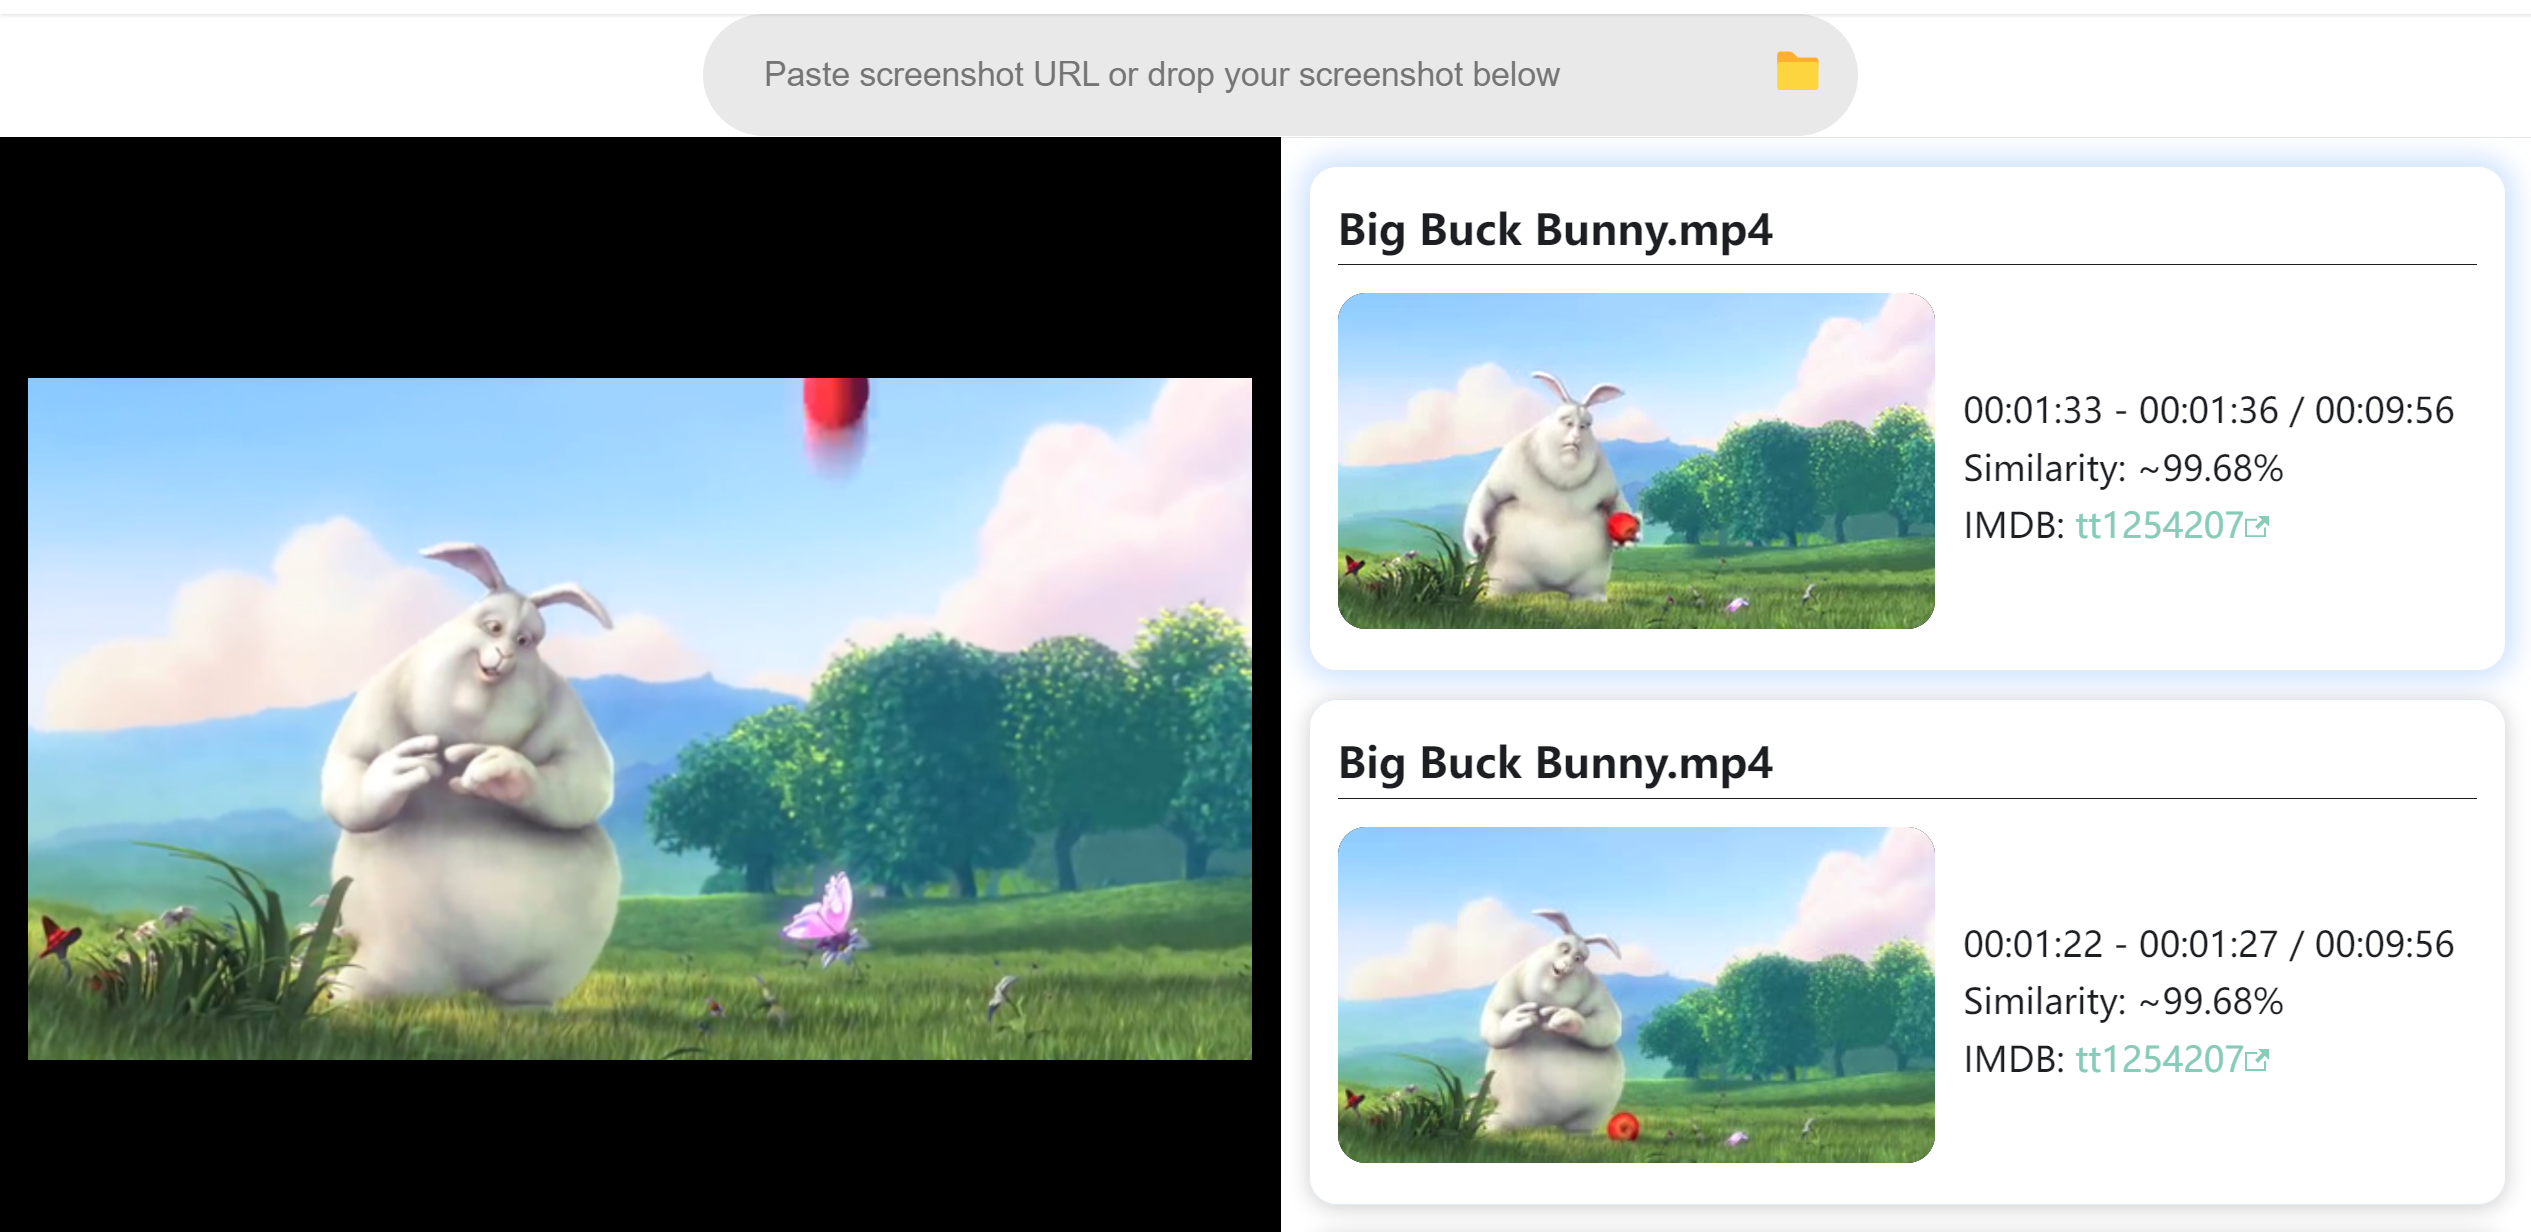 Paste screenshot URL or drop your screenshot below
Big Buck Bunny.mp4
00:01:33 - 00:01:36 / 00:09:56
Similarity: ~99.68%
IMDB: tt1254207
Big Buck Bunny.mp4
00:01:22 - 00:01:27 / 00:09:56
Similarity: ~99.68%
IMDB: tt1254207